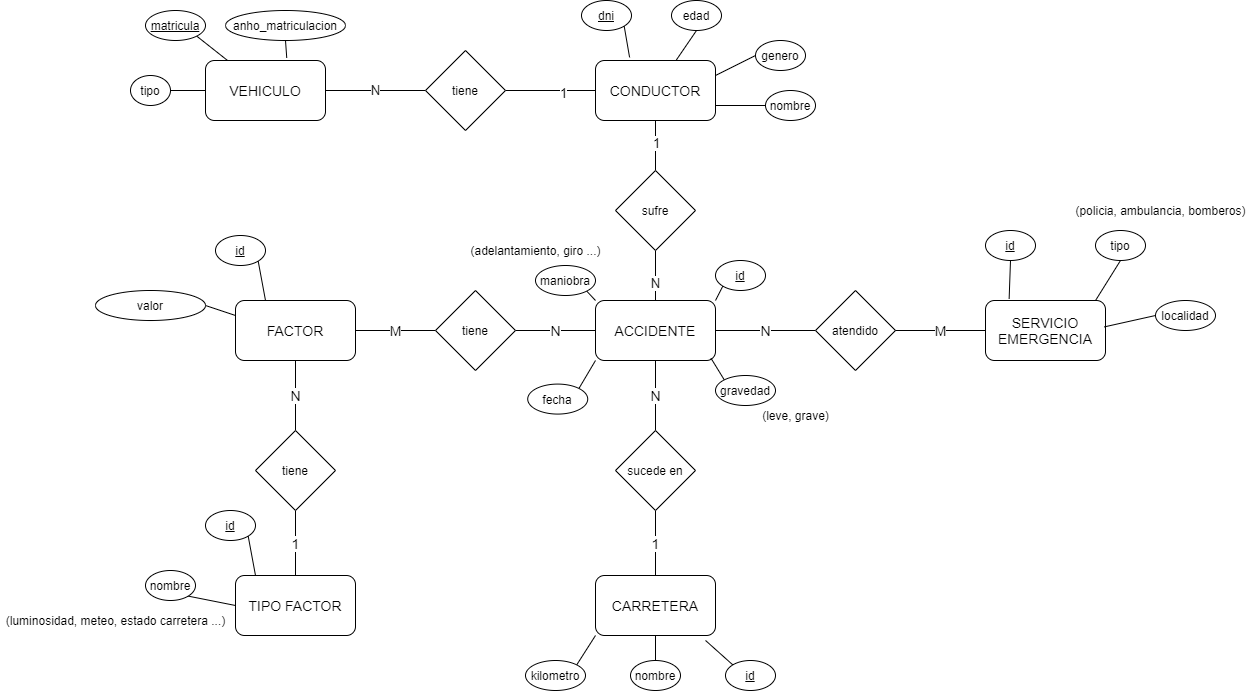 dni
edad
matricula
anho_matriculacion
genero
tipo
VEHICULO
N
tiene
1
CONDUCTOR
nombre
1
sufre
(policia, ambulancia, bomberos)
id
(adelantamiento, giro ...)
id
tipo
maniobra
id
N
valor
localidad
FACTOR
M
tiene
N
ACCIDENTE
N
atendido
M
SERVICIO
EMERGENCIA
fecha
gravedad
N
N
(leve, grave)
tiene
sucede en
id
1
1
nombre
TIPO FACTOR
CARRETERA
(luminosidad, meteo, estado carretera ...)
kilometro
nombre
id